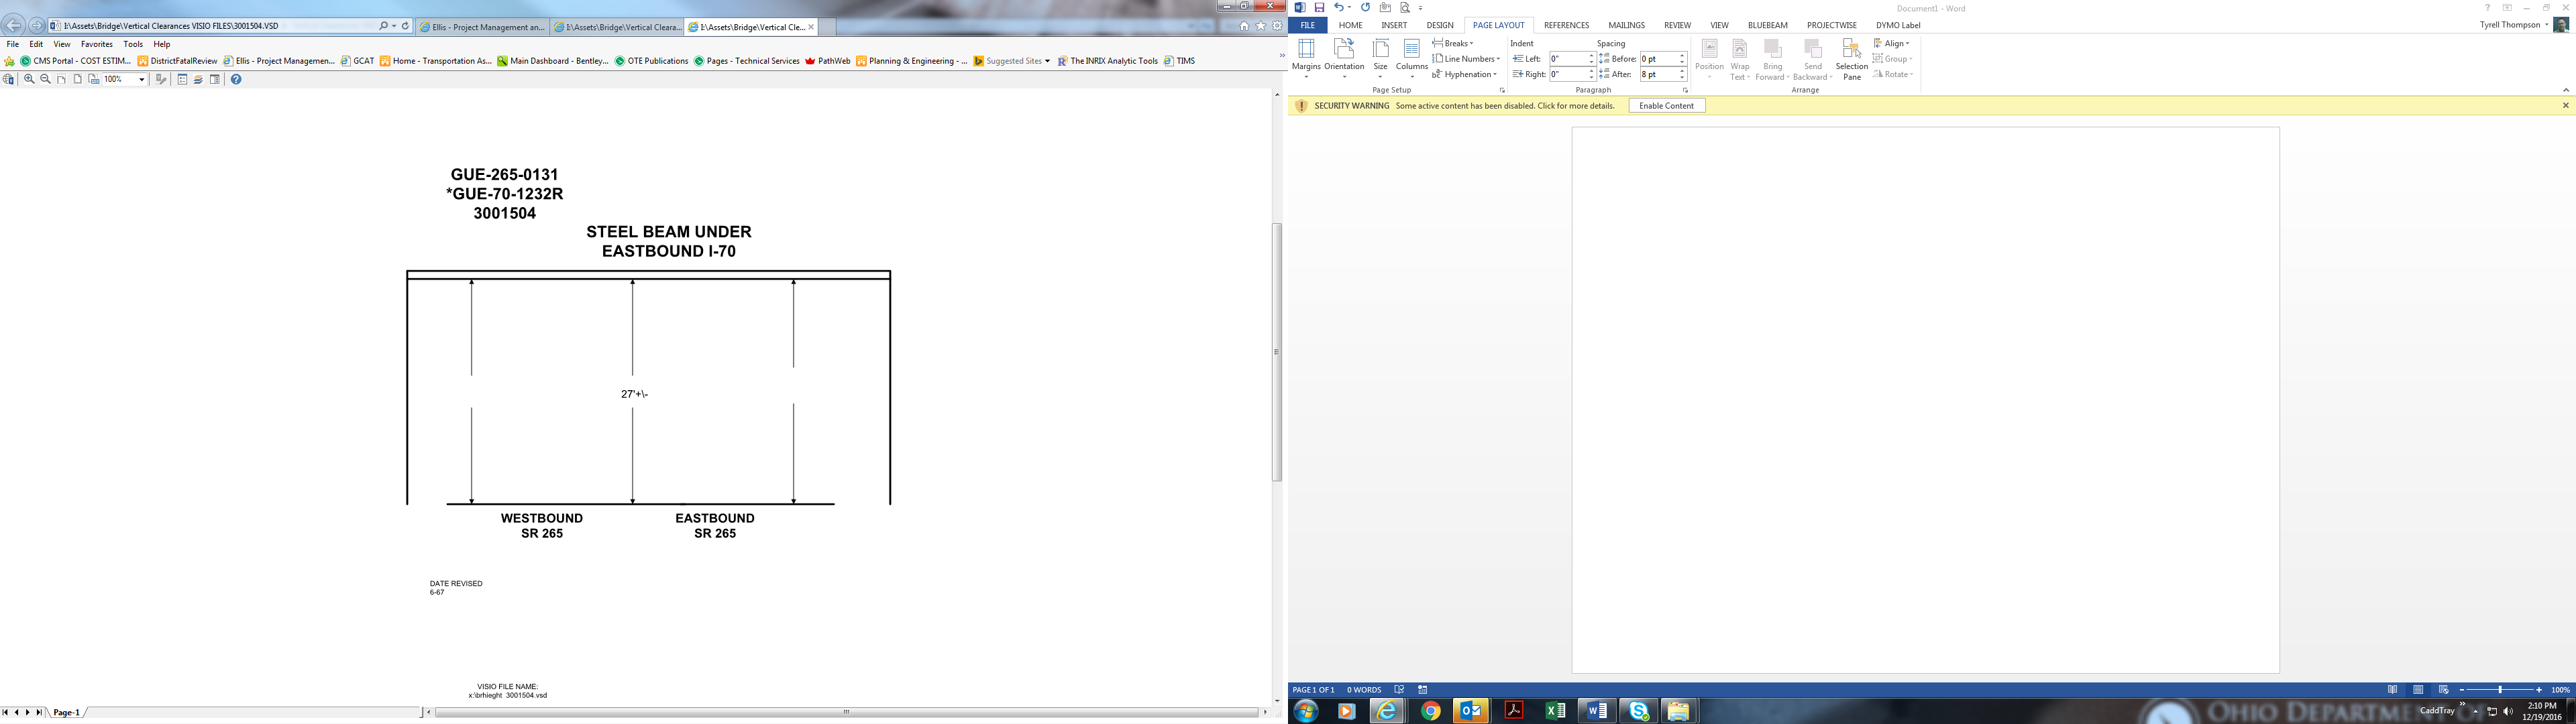 I:\Assets\Bridge\Vertical Clearances VISIO FILES\3001504.VSD
Ellis - Project Management an...
I:\Assets\Bridge\Vertical Cleara...
I:\Assets\Bridge\Vertical Cle...
File Edit View Favorites Tools Help
CMS Portal - COST ESTIM...
DistrictFatalReview
Ellis - Project Managemen...
GCAT
Home - Transportation As...
Main Dashboard - Bentley...
OTE Publications
Pages - Technical Services
PathWeb
Planning & Engineering - ...
Suggested Sites
The INRIX Analytic Tools
TIMS
100%
GUE-265-0131
*GUE-70-1232R
3001504
STEEL BEAM UNDER
EASTBOUND I-70
27'+\-
WESTBOUND
SR 265
EASTBOUND
SR 265
DATE REVISED
6-67
VISIO FILE NAME:
x:\brhieght 3001504.vsd
Page-1
Document1 - Word
FILE HOME INSERT DESIGN PAGE LAYOUT REFERENCES MAILINGS REVIEW VIEW BLUEBEAM PROJECTWISE DYMO Label
Tyrell Thompson
Margins
Orientation
Size
Columns
Breaks
Line Numbers
Hyphenation
Page Setup
Indent
Left: 0"
Right: 0"
Spacing
Before: 0 pt
After: 8 pt
Paragraph
Position
Wrap Text
Bring Forward
Send Backward
Selection Pane
Align
Group
Rotate
Arrange
SECURITY WARNING Some active content has been disabled. Click for more details.
Enable Content
PAGE 1 OF 1 0 WORDS
100%
CaddTray
2:10 PM
12/19/2016
OHIO DEPARTM